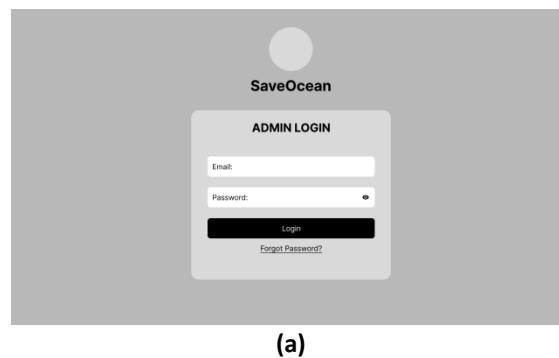 SaveOcean
ADMIN LOGIN
Email:
Password:
Login
Forgot Password?
(a)